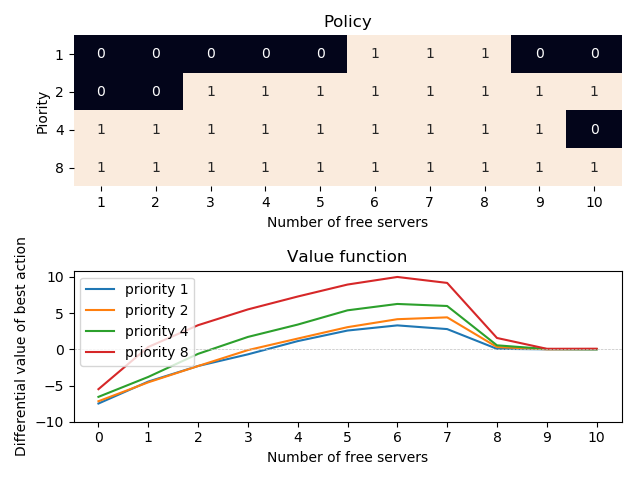 Policy
1 0 0 0 0 0 1 1 1 0 0
2 0 0 1 1 1 1 1 1 1 1
4 1 1 1 1 1 1 1 1 1 0
8 1 1 1 1 1 1 1 1 1 1
Piority
1 2 3 4 5 6 7 8 9 10
Number of free servers
Value function
Differential value of best action
10
5
0
−5
−10
priority 1
priority 2
priority 4
priority 8
0 1 2 3 4 5 6 7 8 9 10
Number of free servers